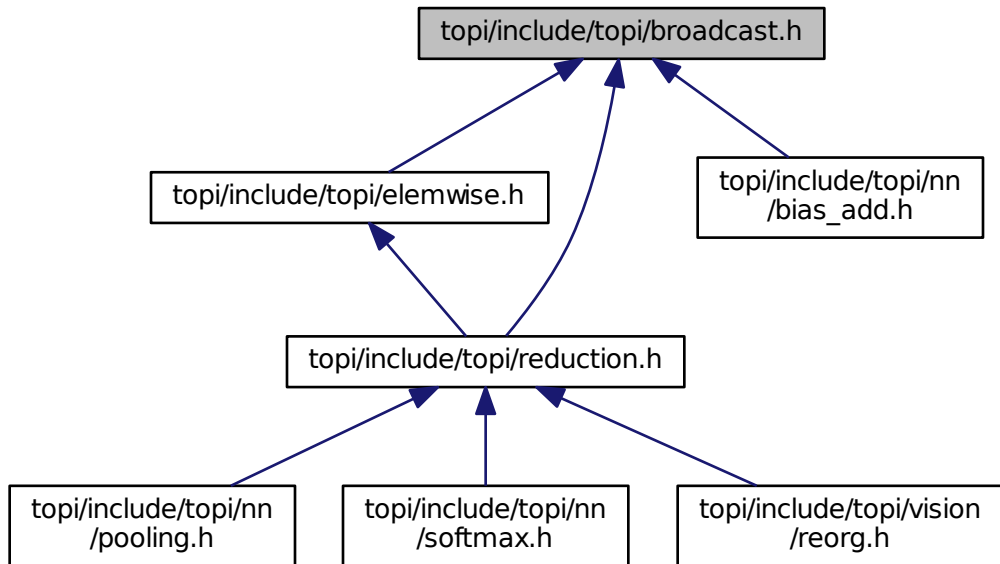 topi/include/topi/broadcast.h
topi/include/topi/elemwise.h
topi/include/topi/nn
/bias_add.h
topi/include/topi/reduction.h
topi/include/topi/nn
/pooling.h
topi/include/topi/nn
/softmax.h
topi/include/topi/vision
/reorg.h